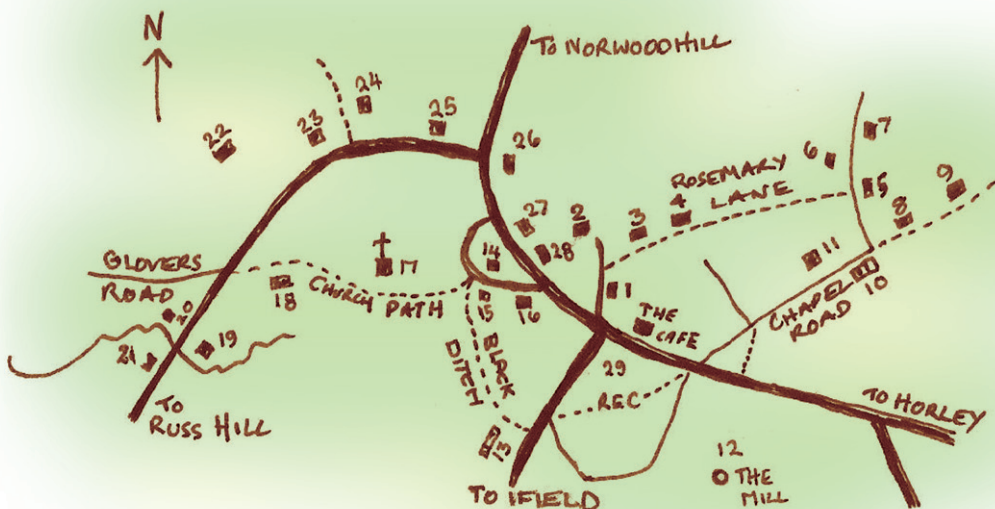 N
TO NORWOODHILL
24
25
23
22
26
7
6
ROSEMARY
LANE
5
9
8
4
3
2
27
28
11
10
CHAPEL
ROAD
14
15
16
17
18
CHURCH PATH
GLOVERS
ROAD
20
19
21
1
THE
CAFE
BLACK
DITCH
29
REC
TO
RUSS HILL
13
TO IFIELD
12
THE
MILL
TO HORLEY